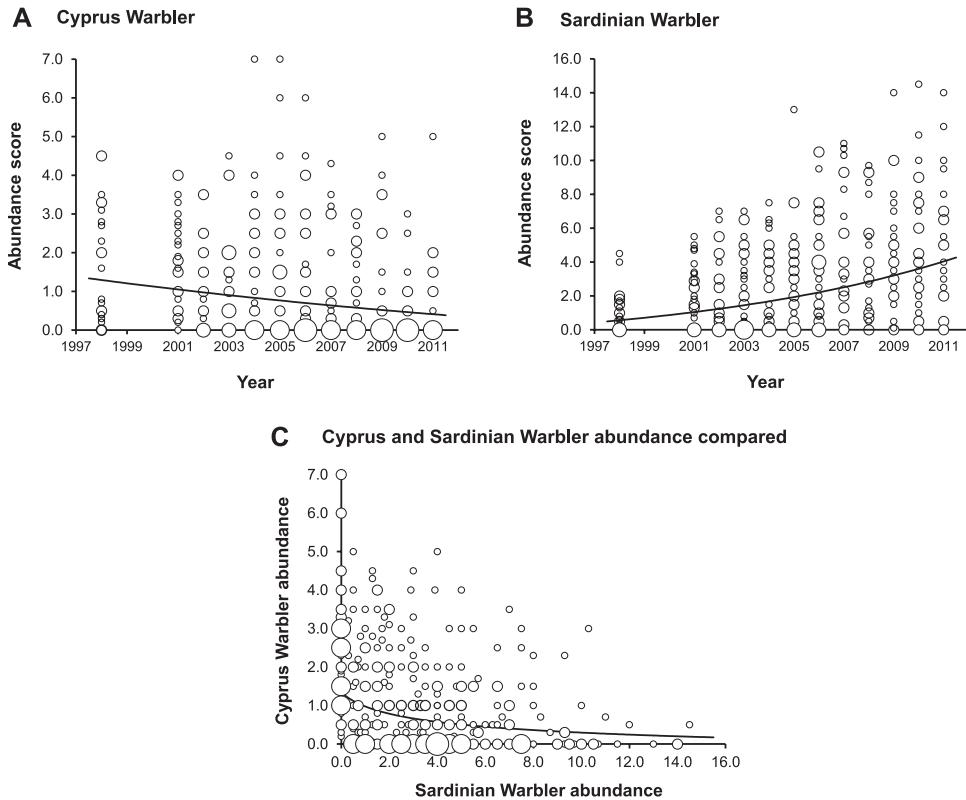 A Cyprus Warbler
Abundance score
7.0
6.0
5.0
4.0
3.0
2.0
1.0
0.0
1997 1999 2001 2003 2005 2007 2009 2011
Year
B Sardinian Warbler
Abundance score
16.0
14.0
12.0
10.0
8.0
6.0
4.0
2.0
0.0
1997 1999 2001 2003 2005 2007 2009 2011
Year
C Cyprus and Sardinian Warbler abundance compared
Cyprus Warbler abundance
7.0
6.0
5.0
4.0
3.0
2.0
1.0
0.0
0.0 2.0 4.0 6.0 8.0 10.0 12.0 14.0 16.0
Sardinian Warbler abundance